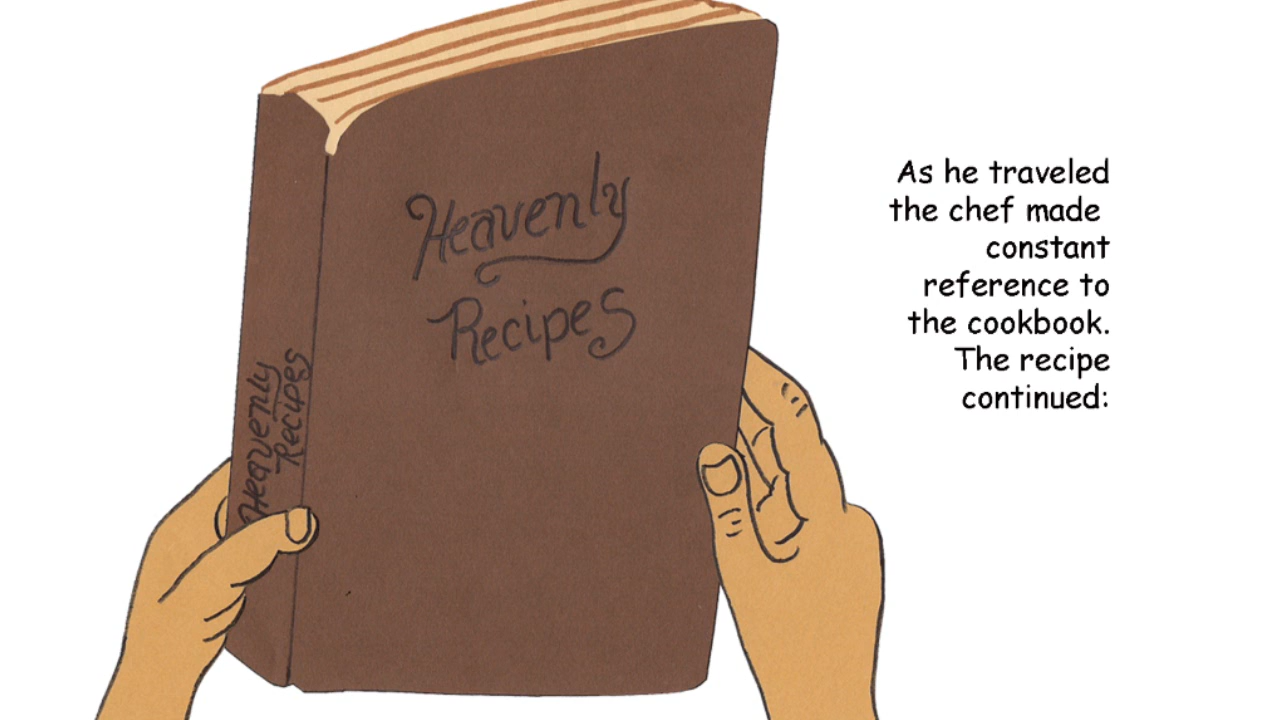 Heavenly
Recipes
Heavenly
Recipes
As he traveled
the chef made
constant
reference to
the cookbook.
The recipe
continued: